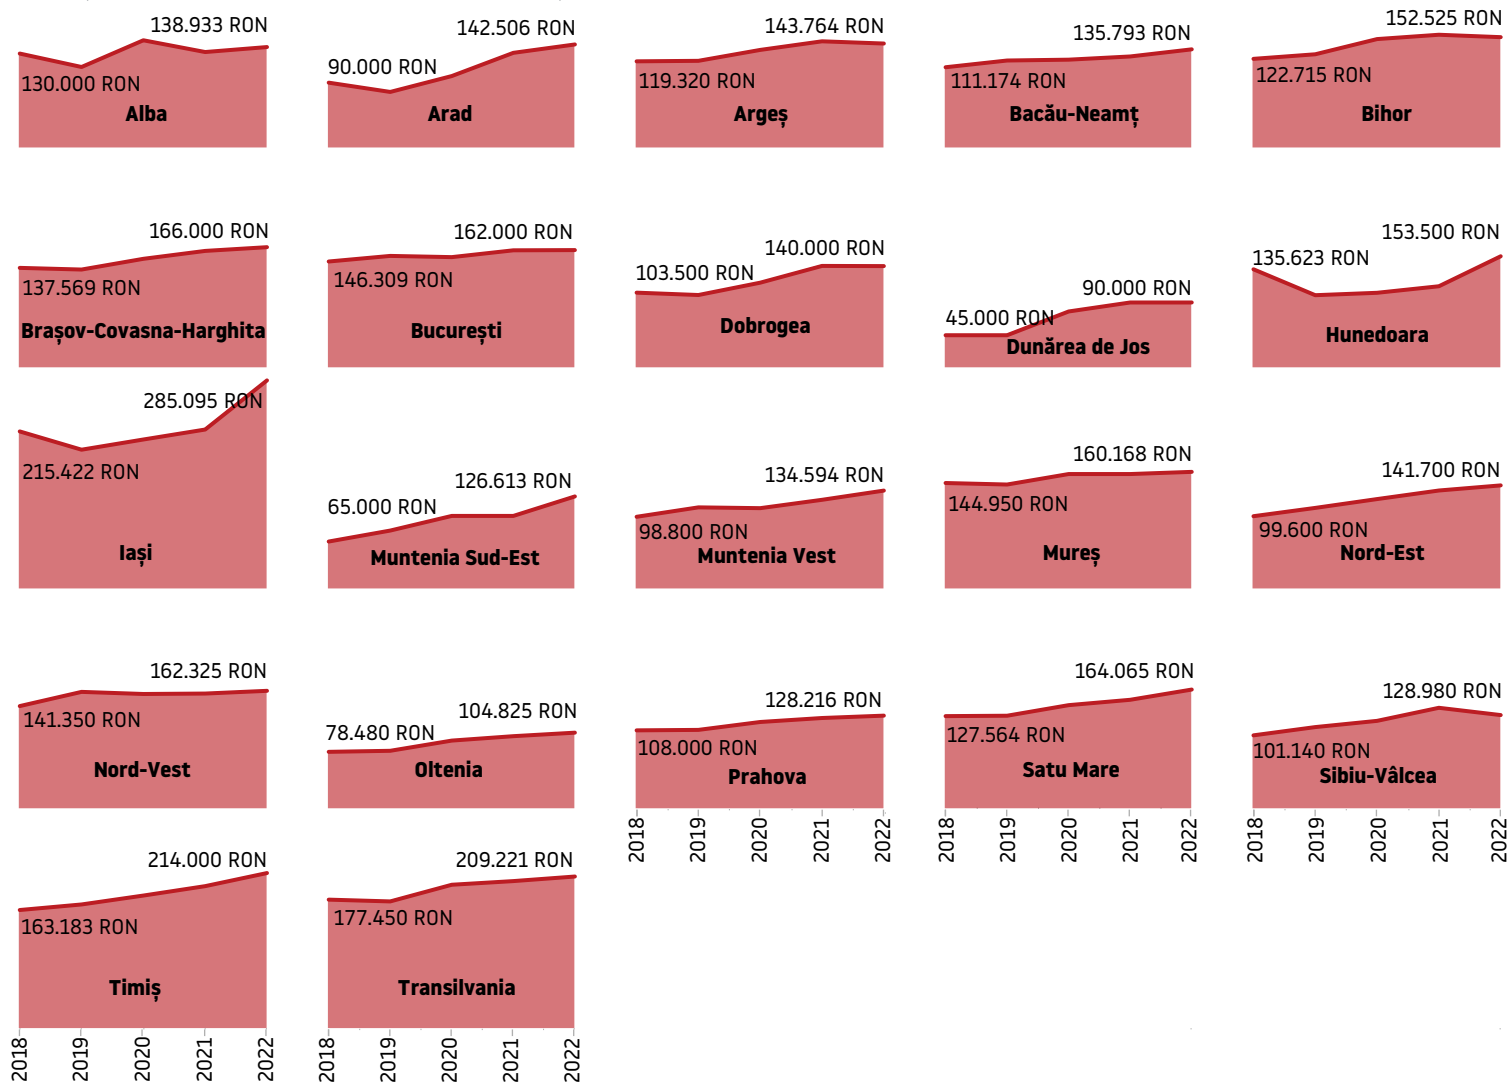 138.933 RON
130.000 RON
Alba
142.506 RON
90.000 RON
Arad
143.764 RON
119.320 RON
Argeș
135.793 RON
111.174 RON
Bacău-Neamț
152.525 RON
122.715 RON
Bihor
166.000 RON
137.569 RON
Brașov-Covasna-Harghita
162.000 RON
146.309 RON
București
140.000 RON
103.500 RON
Dobrogea
90.000 RON
45.000 RON
Dunărea de Jos
153.500 RON
135.623 RON
Hunedoara
285.095 RON
215.422 RON
Iași
126.613 RON
65.000 RON
Muntenia Sud-Est
134.594 RON
98.800 RON
Muntenia Vest
160.168 RON
144.950 RON
Mureș
141.700 RON
99.600 RON
Nord-Est
162.325 RON
141.350 RON
Nord-Vest
104.825 RON
78.480 RON
Oltenia
128.216 RON
108.000 RON
Prahova
2018
2019
2020
2021
2022
164.065 RON
127.564 RON
Satu Mare
2018
2019
2020
2021
2022
128.980 RON
101.140 RON
Sibiu-Vâlcea
2018
2019
2020
2021
2022
214.000 RON
163.183 RON
Timiș
2018
2019
2020
2021
2022
209.221 RON
177.450 RON
Transilvania
2018
2019
2020
2021
2022